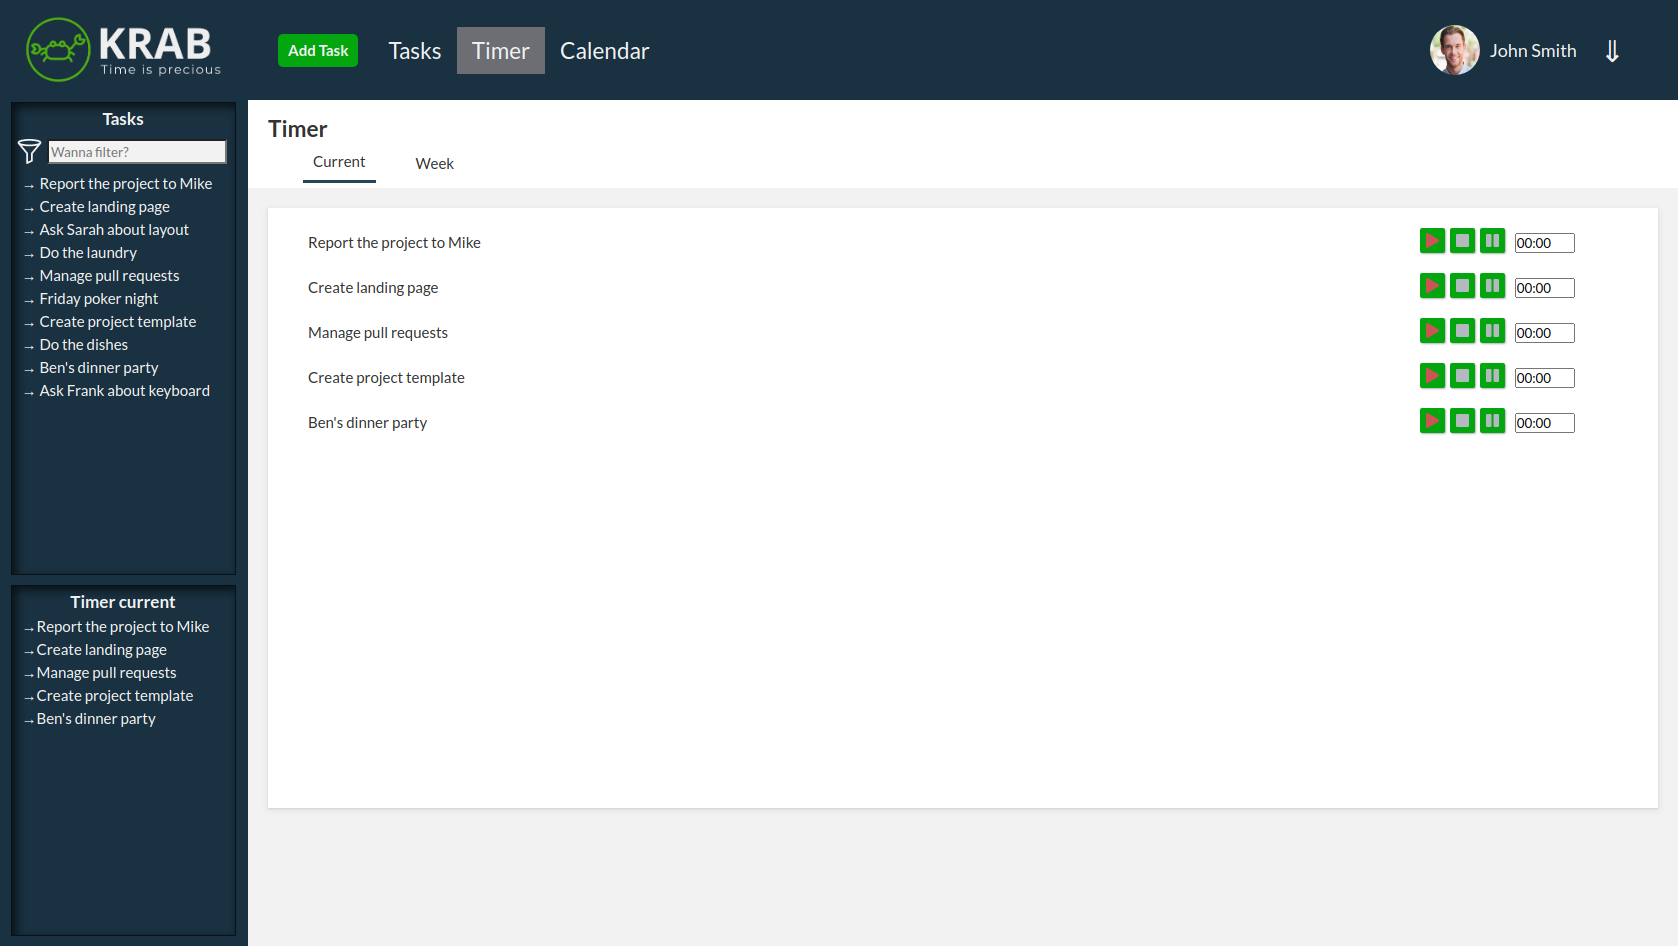 KRAB
Time is precious
Add Task
Tasks
Timer
Calendar
John Smith
⇓
Tasks
Wanna filter?
→ Report the project to Mike
→ Create landing page
→ Ask Sarah about layout
→ Do the laundry
→ Manage pull requests
→ Friday poker night
→ Create project template
→ Do the dishes
→ Ben's dinner party
→ Ask Frank about keyboard
Timer current
→Report the project to Mike
→Create landing page
→Manage pull requests
→Create project template
→Ben's dinner party
Timer
Current
Week
Report the project to Mike
00:00
Create landing page
00:00
Manage pull requests
00:00
Create project template
00:00
Ben's dinner party
00:00